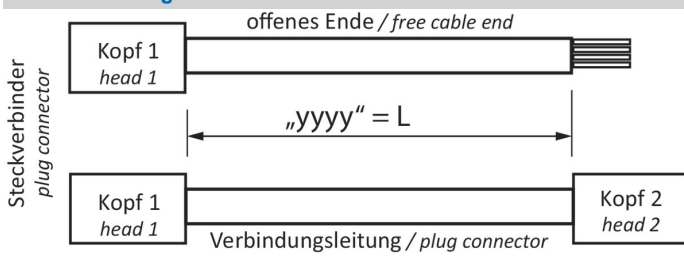 offenes Ende / free cable end
Kopf 1
head 1
Steckverbinder
plug connector
„yyyy“ = L
Kopf 1
head 1
Kopf 2
head 2
Verbindungsleitung / plug connector